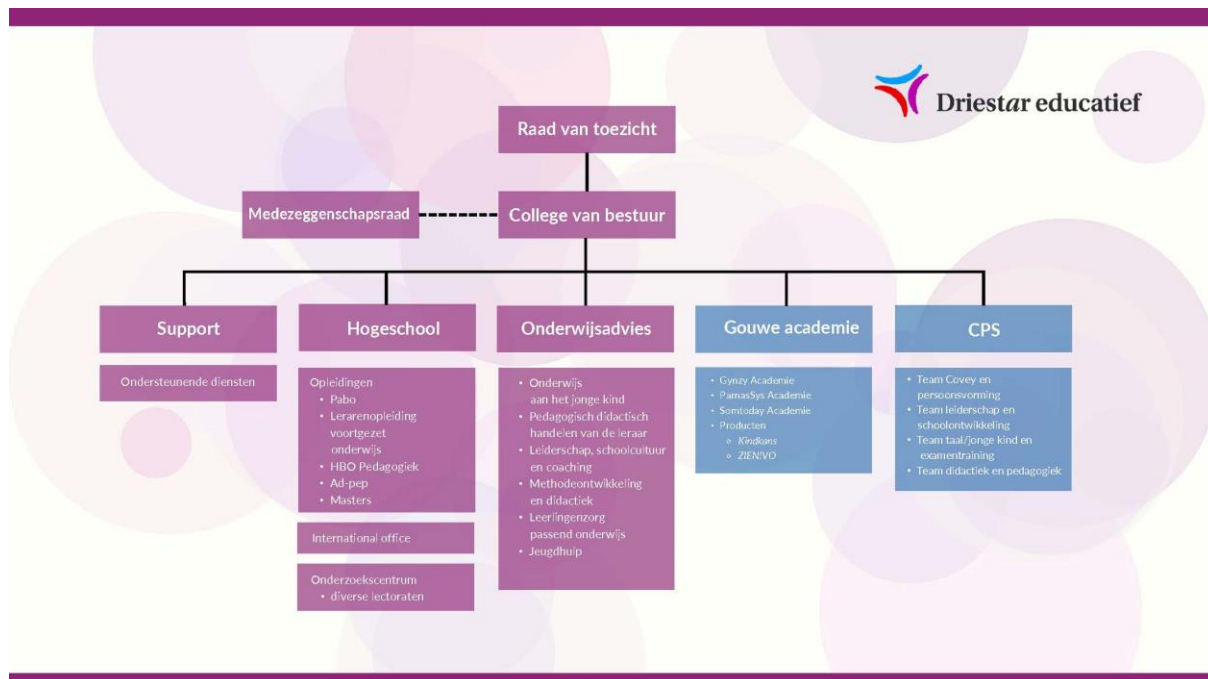 Driestar educatief
Raad van toezicht
Medezeggenschapsraad
College van bestuur
Support
Ondersteunende diensten
Hogeschool
Opleidingen
• Pabo
• Lerarenopleiding
voortgezet
onderwijs
• HBO Pedagogiek
• Ad-pep
• Masters
International office
Onderzoekscentrum
• diverse lectoraten
Onderwijsadvies
• Onderwijs
aan het jonge kind
• Pedagogisch didactisch
handelen van de leraar
• Leiderschap, schoolcultuur
en coaching
• Methodeontwikkeling
en didactiek
• Leerlingenzorg
passend onderwijs
• Jeugdhulp
Gouwe academie
• Gynzy Academie
• ParnasSys Academie
• Somtoday Academie
• Producten
o Kindkans
o ZIEN!VO
CPS
• Team Covey en
persoonsvorming
• Team leiderschap en
schoolontwikkeling
• Team taal/jonge kind en
examentraining
• Team didactiek en pedagogiek